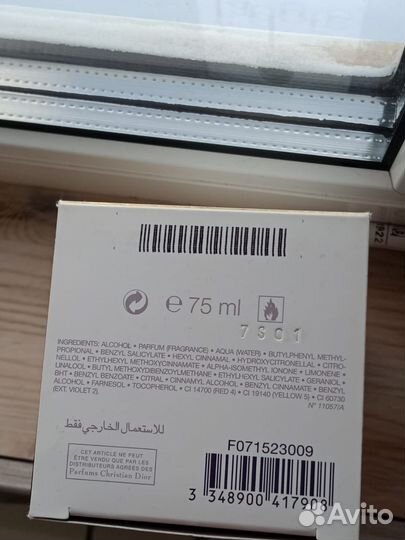 e 75 ml
7S01
INGREDIENTS: ALCOHOL • PARFUM (FRAGRANCE) • AQUA (WATER) • BUTYLPHENYL METHYL-
PROPIONAL • BENZYL SALICYLATE • HEXYL CINNAMAL • HYDROXYCITRONELLAL • CITRO-
NELLOL • ETHYLHEXYL METHOXYCINNAMATE • ALPHA-ISOMETHYL IONONE • LIMONENE •
LINALOOL • BUTYL METHOXYDIBENZOYLMETHANE • ETHYLHEXYL SALICYLATE • GERANIOL •
BHT • BENZYL BENZOATE • CITRAL • CINNAMYL ALCOHOL • BENZYL CINNAMATE • BENZYL
ALCOHOL • FARNESOL • TOCOPHEROL • CI 14700 (RED 4) • CI 19140 (YELLOW 5) • CI 60730
(EXT. VIOLET 2).
N° 11057/A
للاستعمال الخارجي فقط
CET ARTICLE NE PEUT
ÊTRE VENDU QUE PAR LES
DISTRIBUTEURS AGRÉÉS DES
Parfums Christian Dior
F071523009
3 348900 417908
Avito